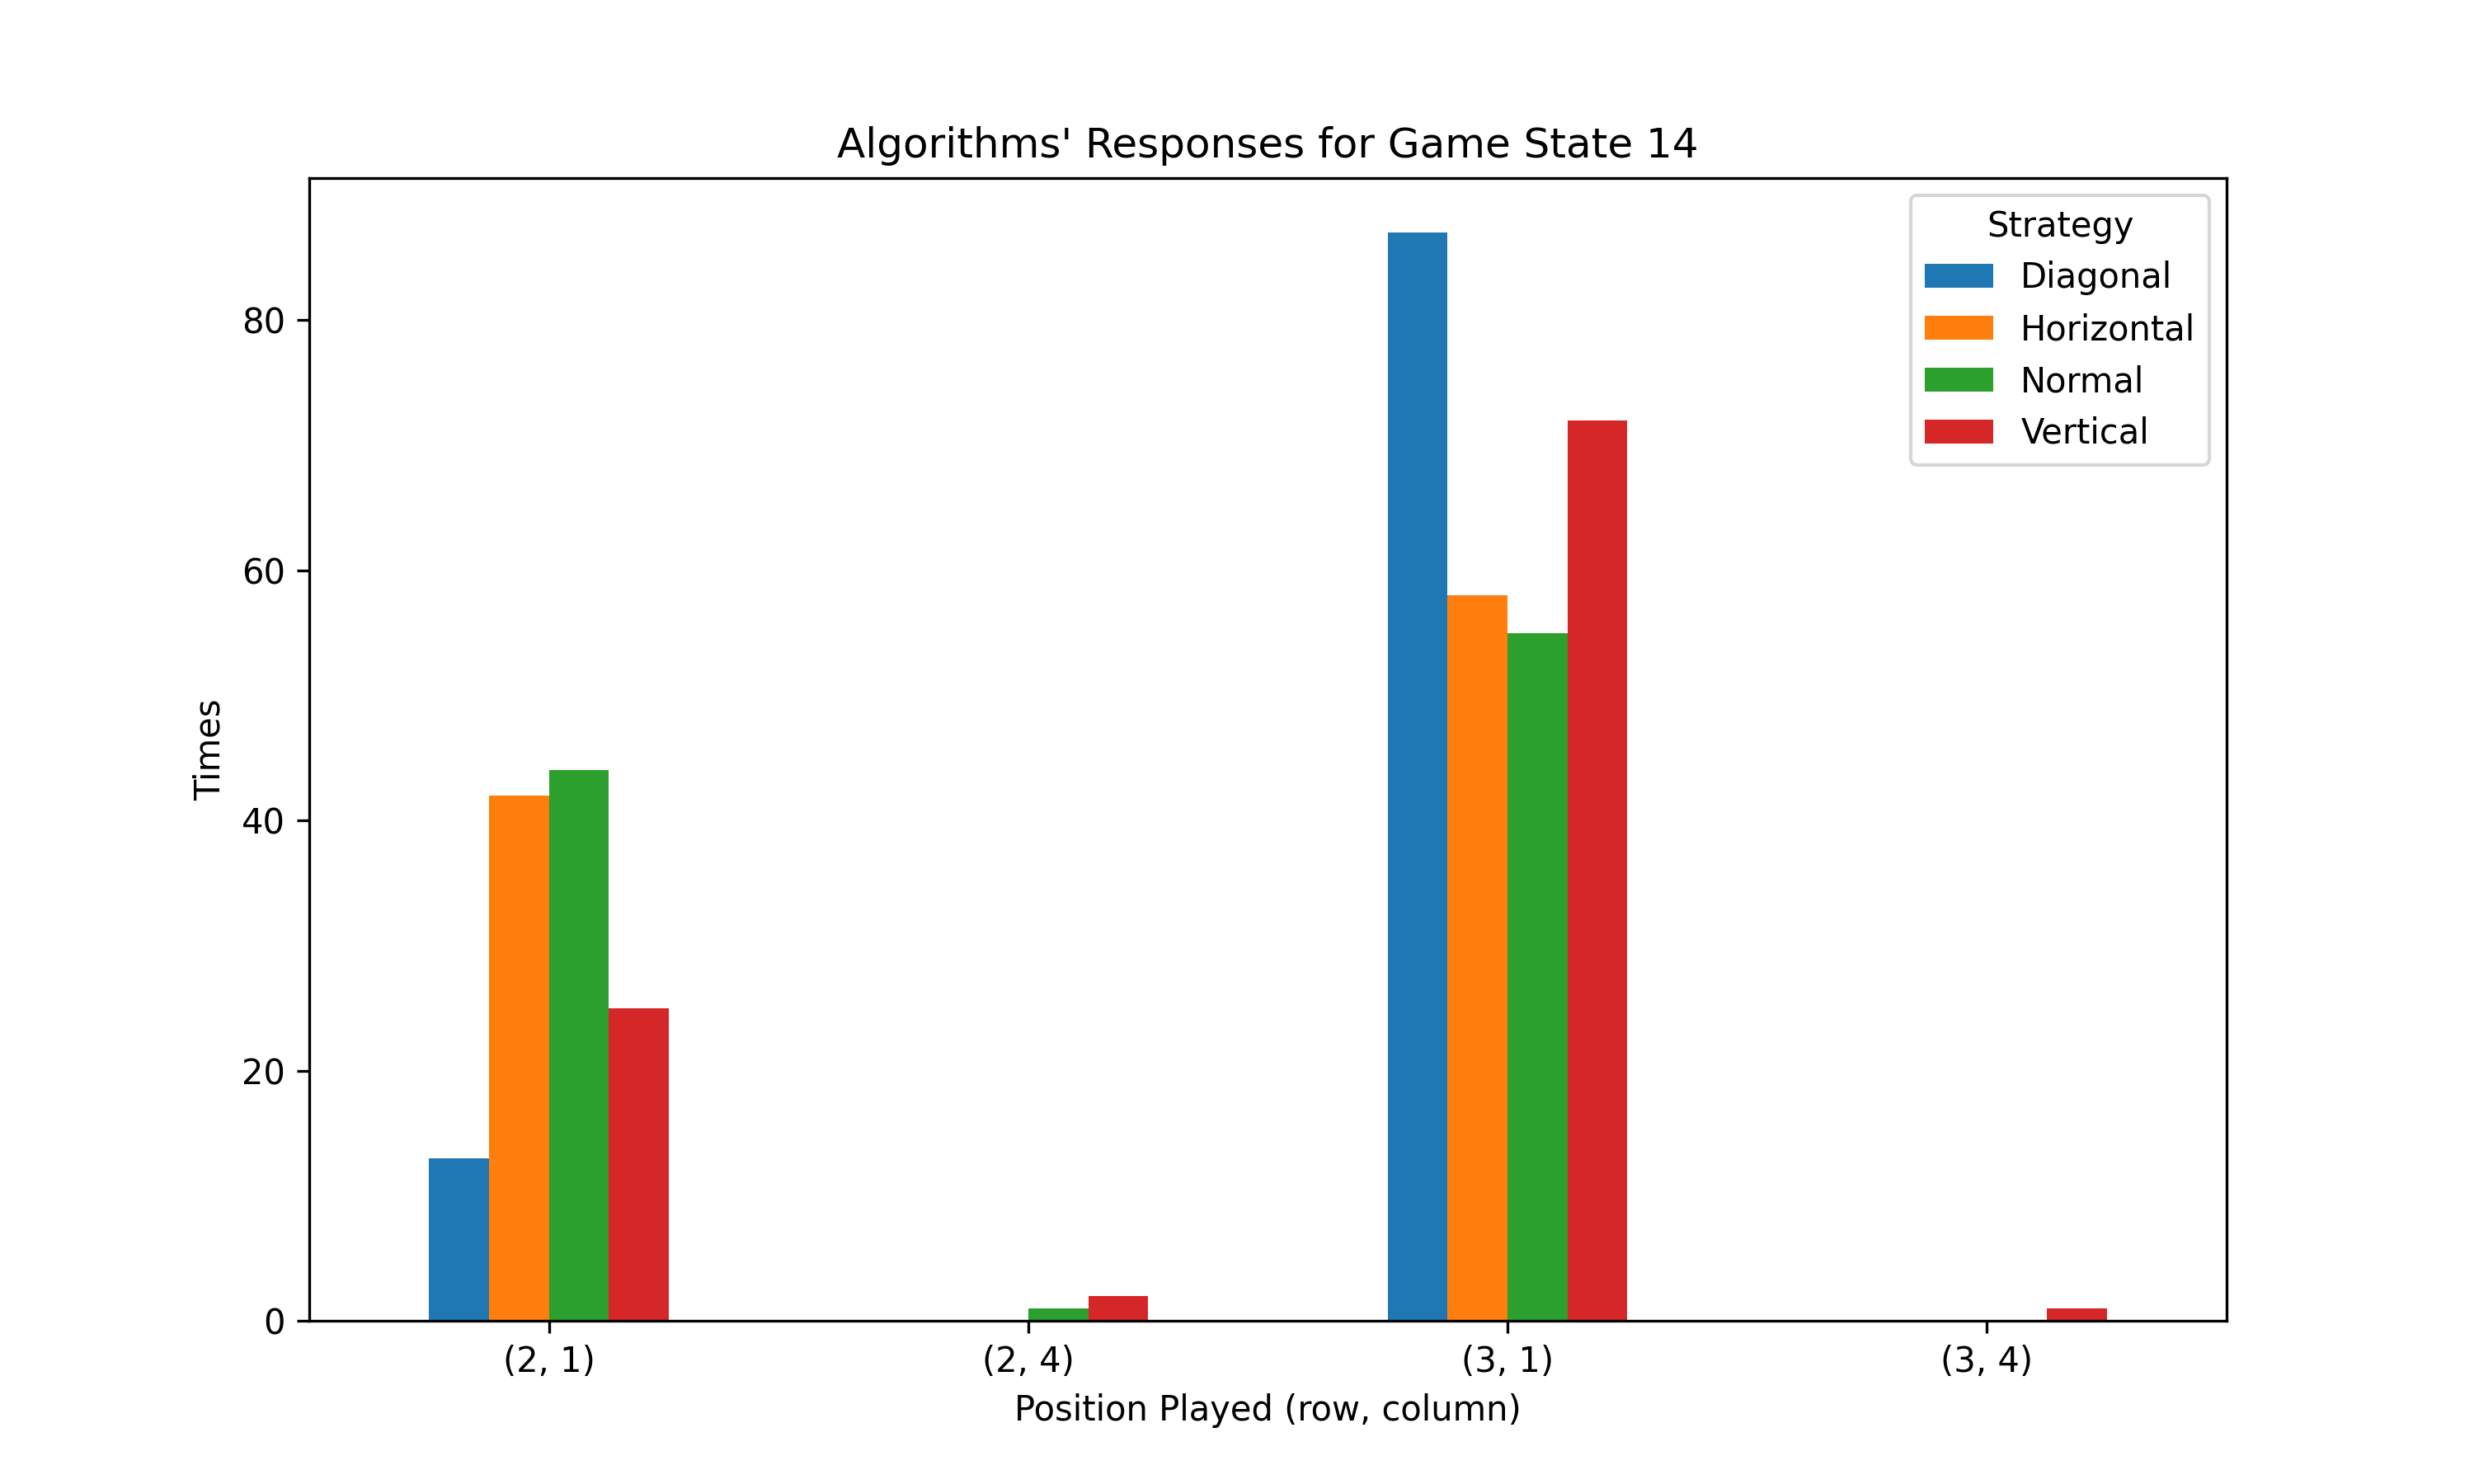 Algorithms' Responses for Game State 14
Strategy
Diagonal
Horizontal
Normal
Vertical
80
60
40
20
0
Times
(2, 1)
(2, 4)
(3, 1)
(3, 4)
Position Played (row, column)